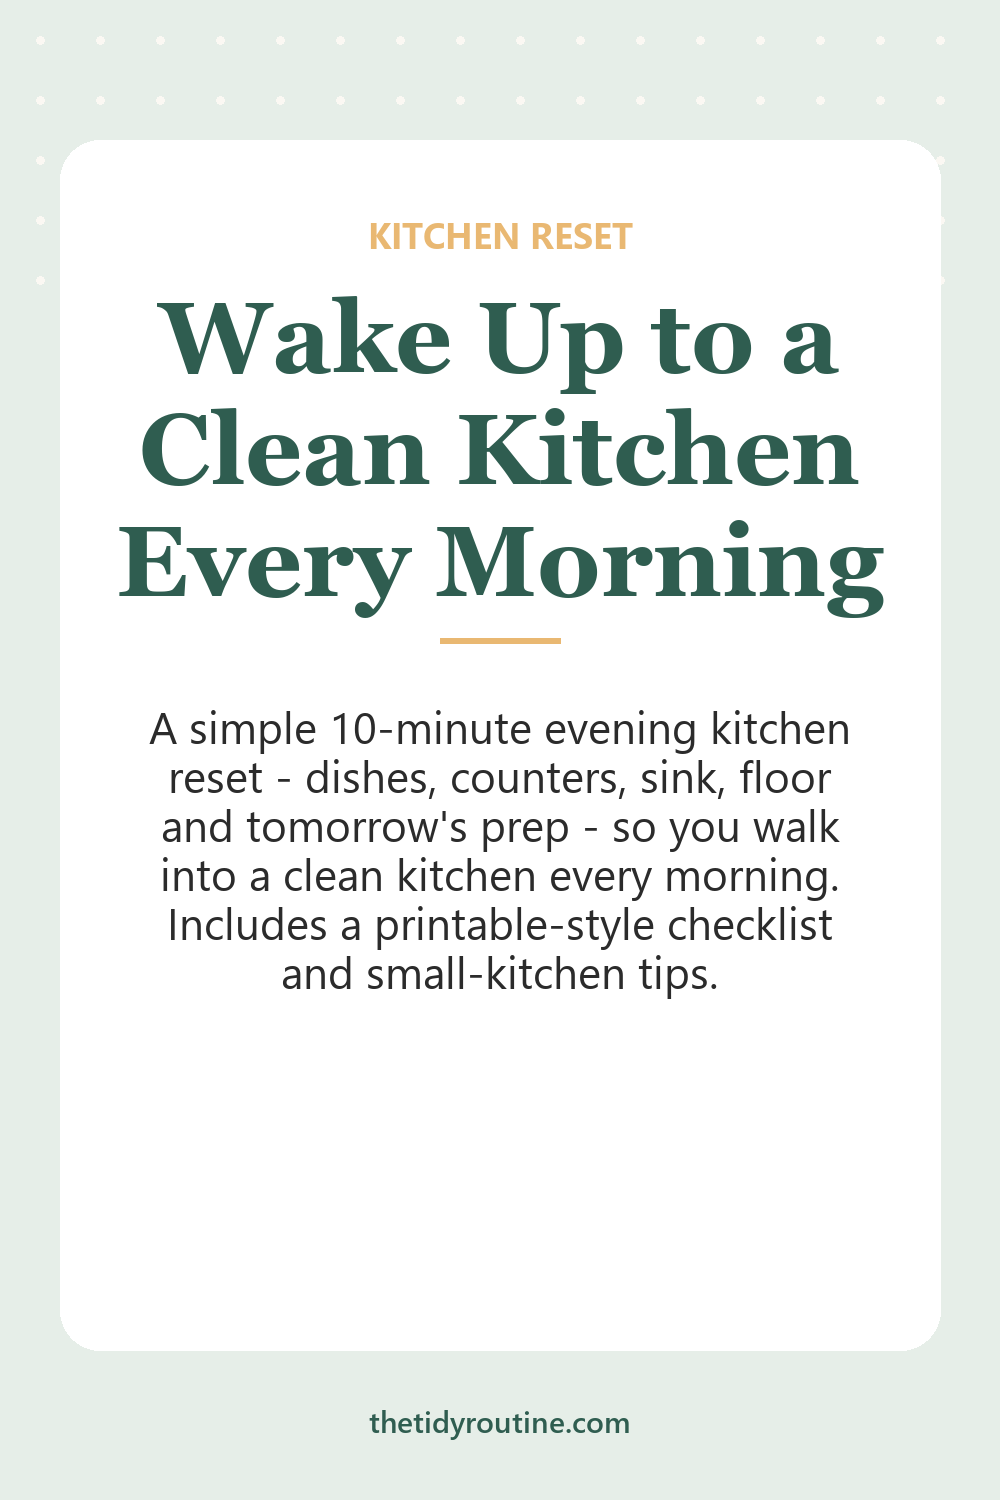 KITCHEN RESET
Wake Up to a
Clean Kitchen
Every Morning
A simple 10-minute evening kitchen
reset - dishes, counters, sink, floor
and tomorrow's prep - so you walk
into a clean kitchen every morning.
Includes a printable-style checklist
and small-kitchen tips.
thetidyroutine.com